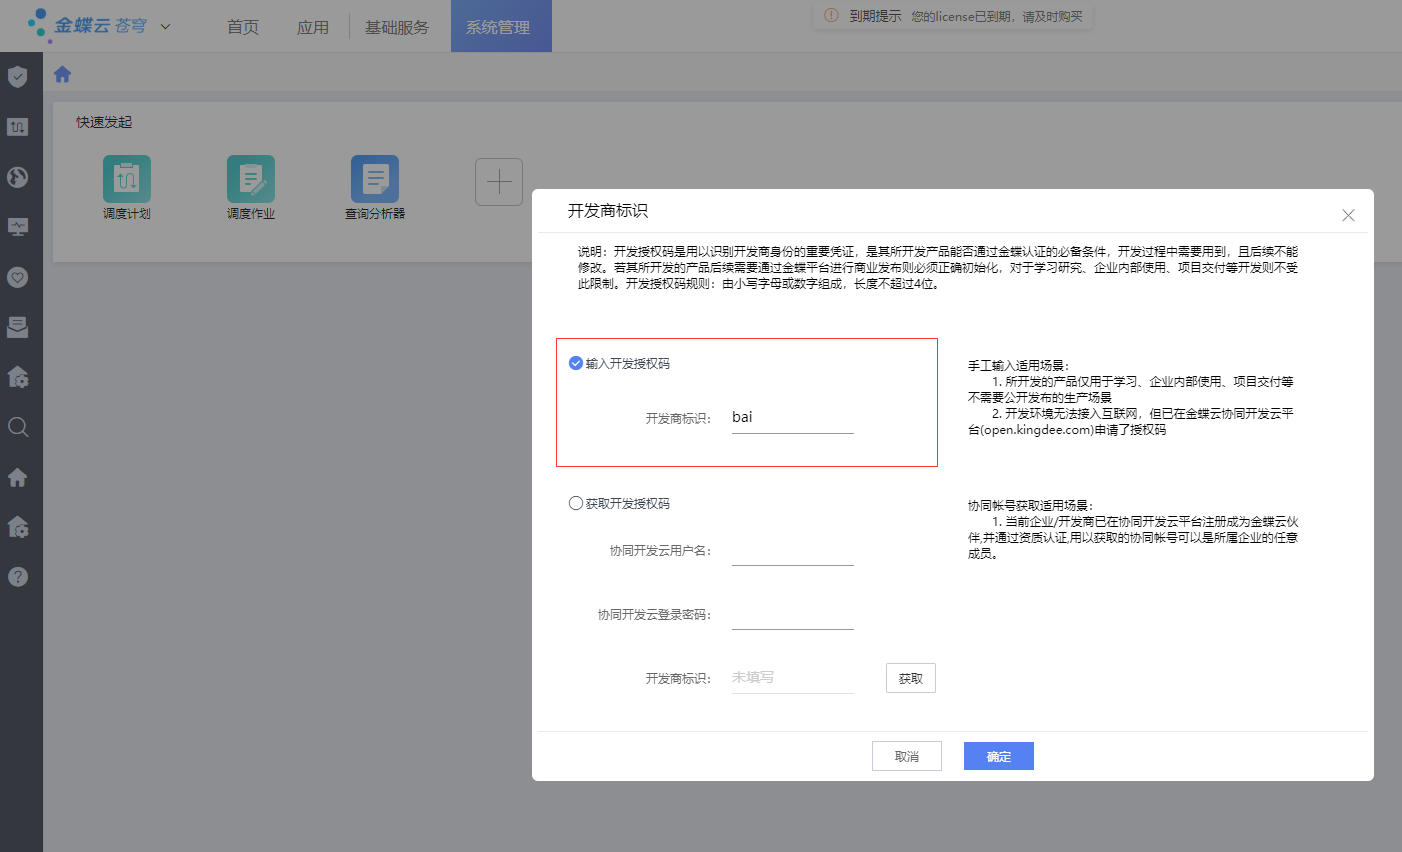 金蝶云 苍穹
首页
应用
基础服务
系统管理
到期提示 您的license已到期，请及时购买
快速发起
调度计划
调度作业
查询分析器
开发商标识
说明：开发授权码是用以识别开发商身份的重要凭证，是其所开发产品能否通过金蝶认证的必备条件，开发过程中需要用到，且后续不能
修改。若其所开发的产品后续需要通过金蝶平台进行商业发布则必须正确初始化，对于学习研究、企业内部使用、项目交付等开发则不受
此限制。开发授权码规则：由小写字母或数字组成，长度不超过4位。
输入开发授权码
开发商标识： bai
手工输入适用场景：
1. 所开发的产品仅用于学习、企业内部使用、项目交付等
不需要公开发布的生产场景
2. 开发环境无法接入互联网，但已在金蝶云协同开发云平
台(open.kingdee.com)申请了授权码
获取开发授权码
协同开发云用户名：
协同开发云登录密码：
开发商标识： 未填写
获取
协同帐号获取适用场景：
1. 当前企业/开发商已在协同开发云平台注册成为金蝶云伙
伴,并通过资质认证,用以获取的协同帐号可以是所属企业的任意
成员。
取消
确定